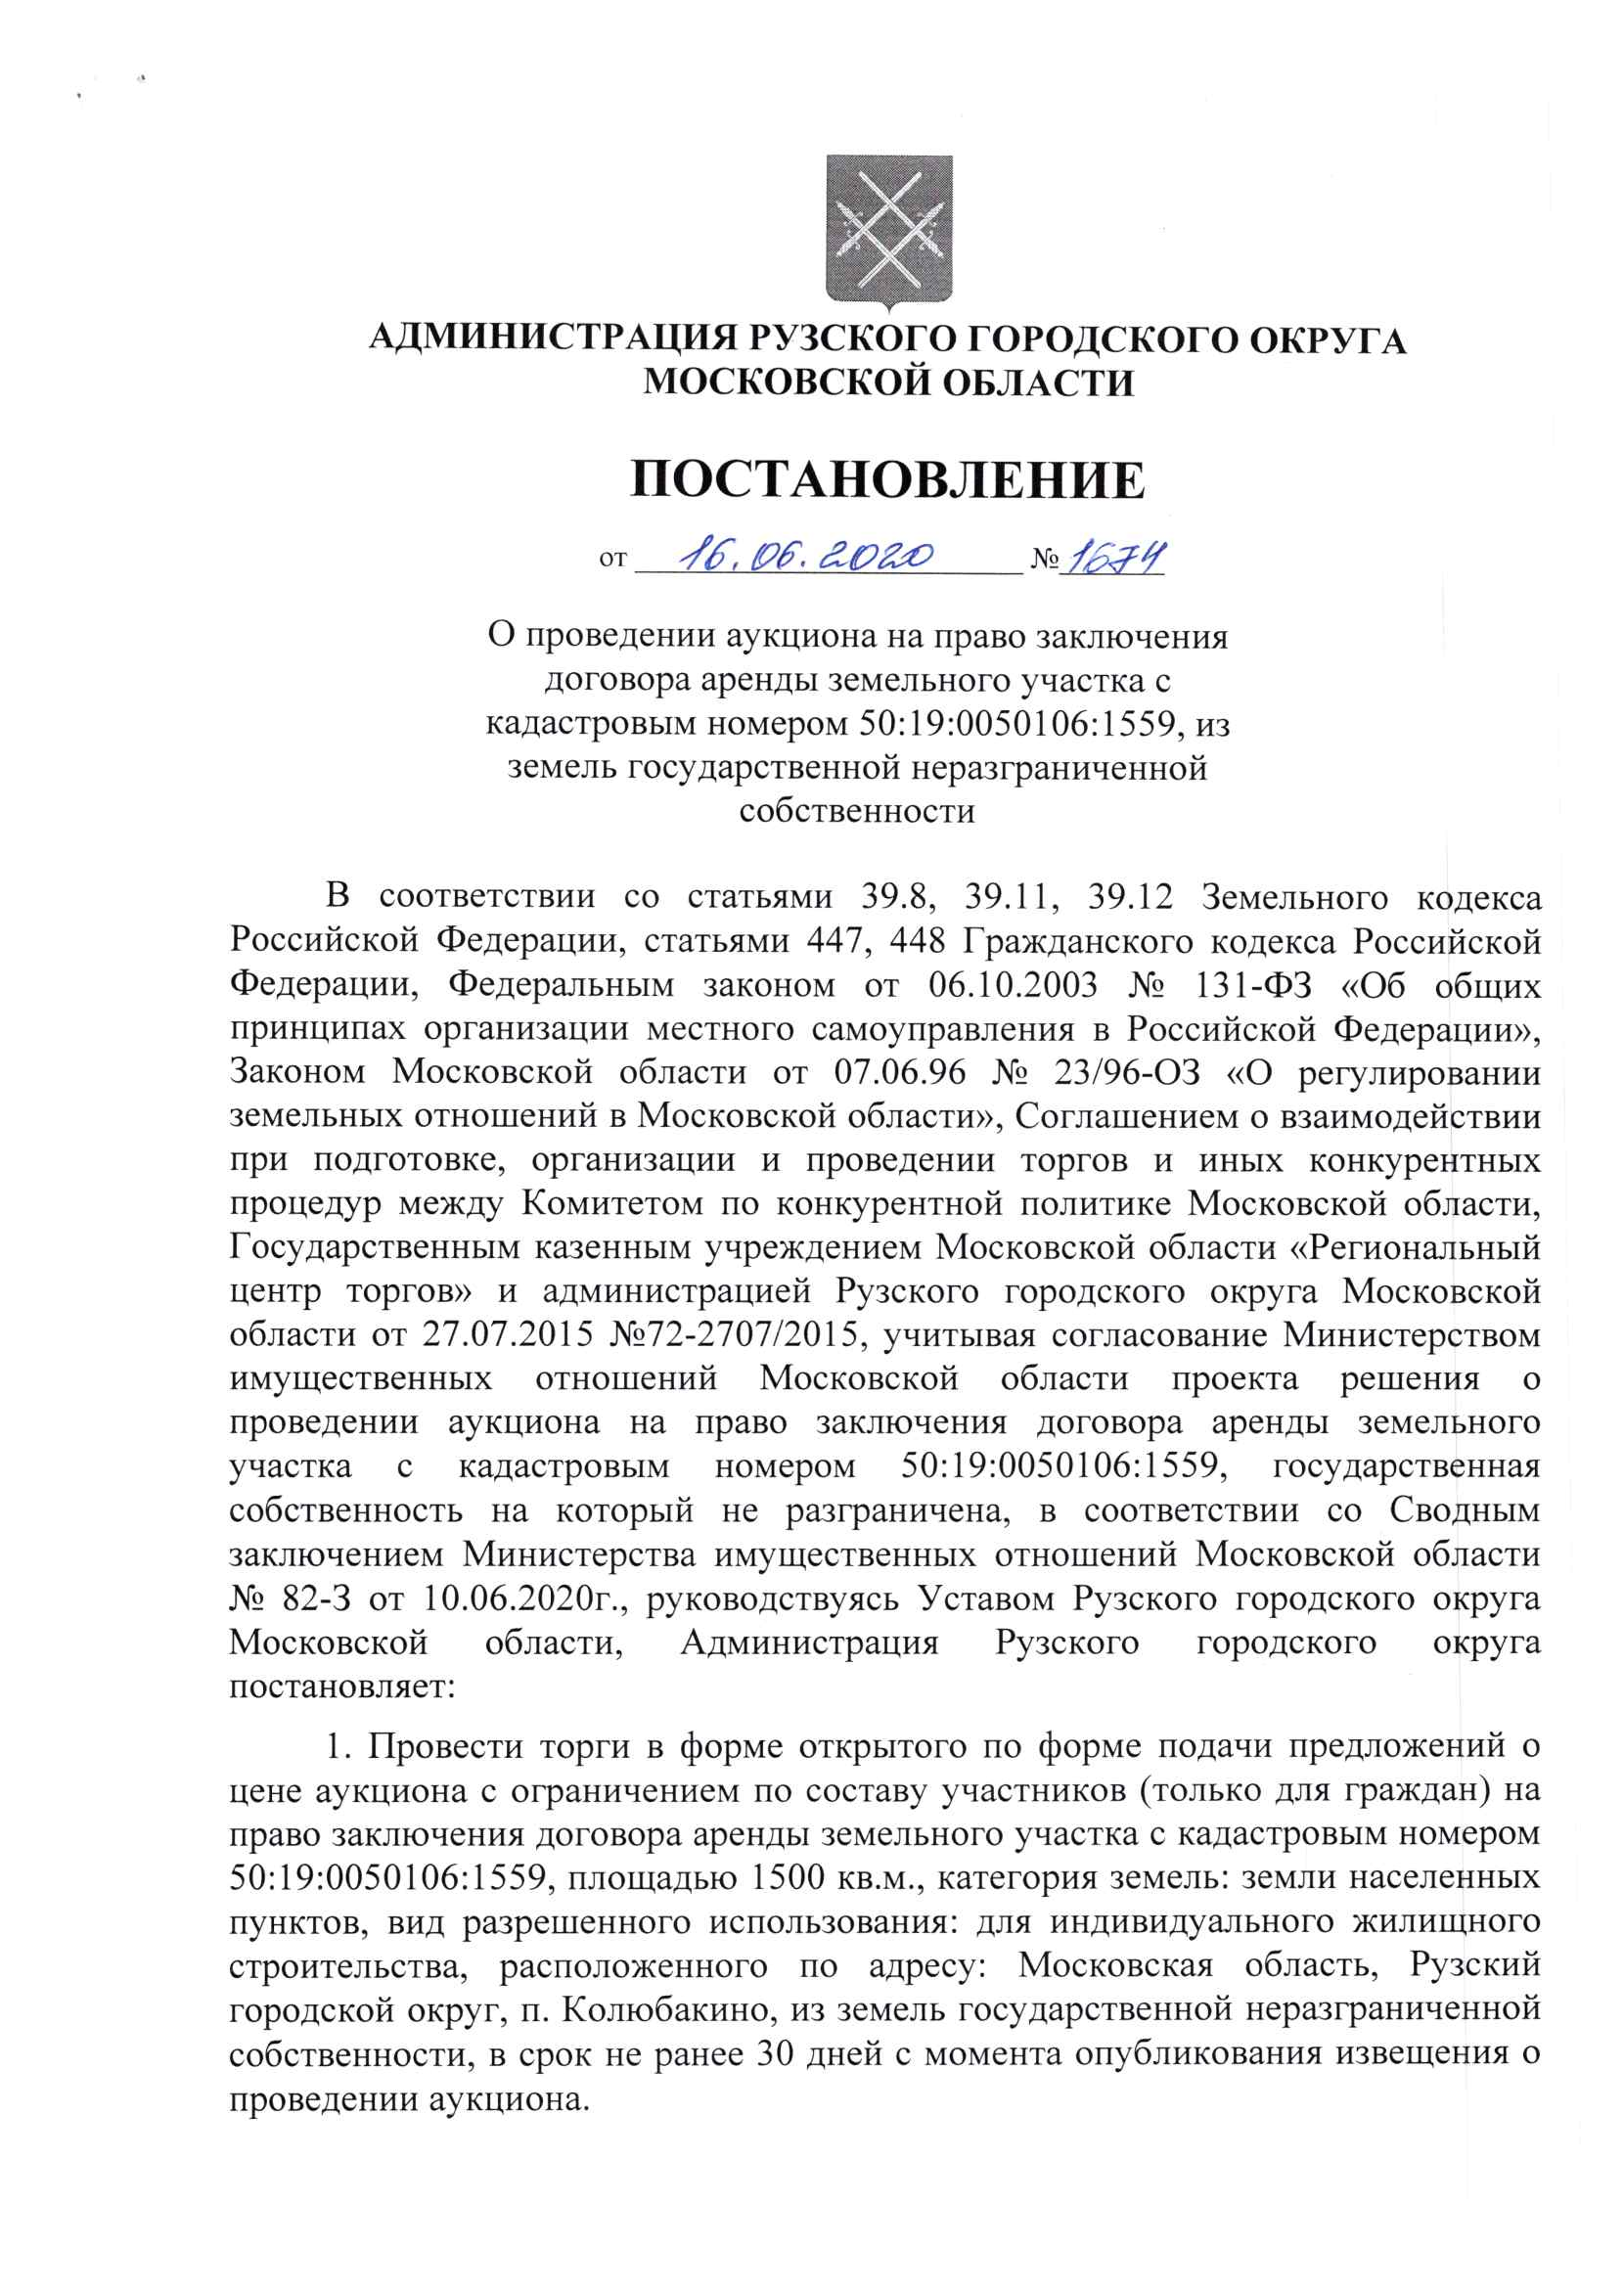 АДМИНИСТРАЦИЯ РУЗСКОГО ГОРОДСКОГО ОКРУГА
МОСКОВСКОЙ ОБЛАСТИ
ПОСТАНОВЛЕНИЕ
от 16.06.2020 № 1674
О проведении аукциона на право заключения
договора аренды земельного участка с
кадастровым номером 50:19:0050106:1559, из
земель государственной неразграниченной
собственности
В соответствии со статьями 39.8, 39.11, 39.12 Земельного кодекса
Российской Федерации, статьями 447, 448 Гражданского кодекса Российской
Федерации, Федеральным законом от 06.10.2003 № 131-ФЗ «Об общих
принципах организации местного самоуправления в Российской Федерации»,
Законом Московской области от 07.06.96 № 23/96-ОЗ «О регулировании
земельных отношений в Московской области», Соглашением о взаимодействии
при подготовке, организации и проведении торгов и иных конкурентных
процедур между Комитетом по конкурентной политике Московской области,
Государственным казенным учреждением Московской области «Региональный
центр торгов» и администрацией Рузского городского округа Московской
области от 27.07.2015 №72-2707/2015, учитывая согласование Министерством
имущественных отношений Московской области проекта решения о
проведении аукциона на право заключения договора аренды земельного
участка с кадастровым номером 50:19:0050106:1559, государственная
собственность на который не разграничена, в соответствии со Сводным
заключением Министерства имущественных отношений Московской области
№ 82-З от 10.06.2020г., руководствуясь Уставом Рузского городского округа
Московской области, Администрация Рузского городского округа
постановляет:
1. Провести торги в форме открытого по форме подачи предложений о
цене аукциона с ограничением по составу участников (только для граждан) на
право заключения договора аренды земельного участка с кадастровым номером
50:19:0050106:1559, площадью 1500 кв.м., категория земель: земли населенных
пунктов, вид разрешенного использования: для индивидуального жилищного
строительства, расположенного по адресу: Московская область, Рузский
городской округ, п. Колюбакино, из земель государственной неразграниченной
собственности, в срок не ранее 30 дней с момента опубликования извещения о
проведении аукциона.